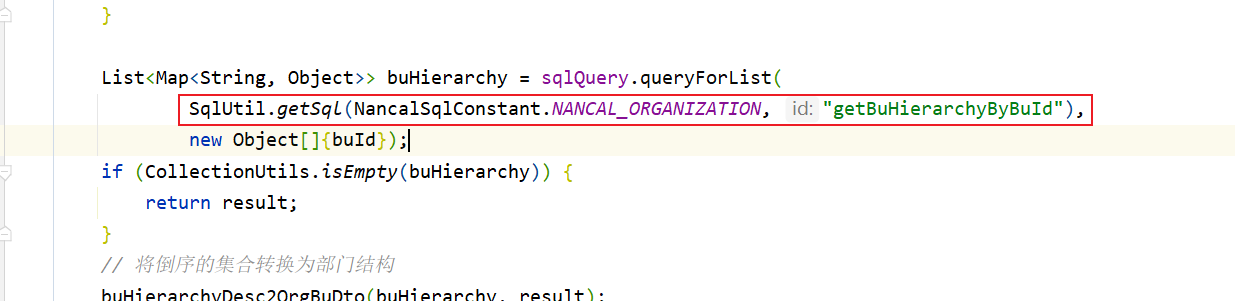 }
List<Map<String, Object>> buHierarchy = sqlQuery.queryForList(
SqlUtil.getSql(NancalSqlConstant.NANCAL_ORGANIZATION, id: "getBuHierarchyByBuId"),
new Object[]{buId});
if (CollectionUtils.isEmpty(buHierarchy)) {
return result;
}
// 将倒序的集合转换为部门结构
buHierarchyDesc2OrgBuDto(buHierarchy, result);